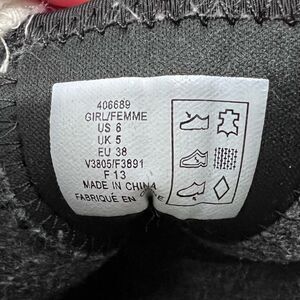 406689
GIRL/FEMME
US 6
UK 5
EU 38
V3805/F3891
F 13
MADE IN CHINA
FABRIQUÉ EN